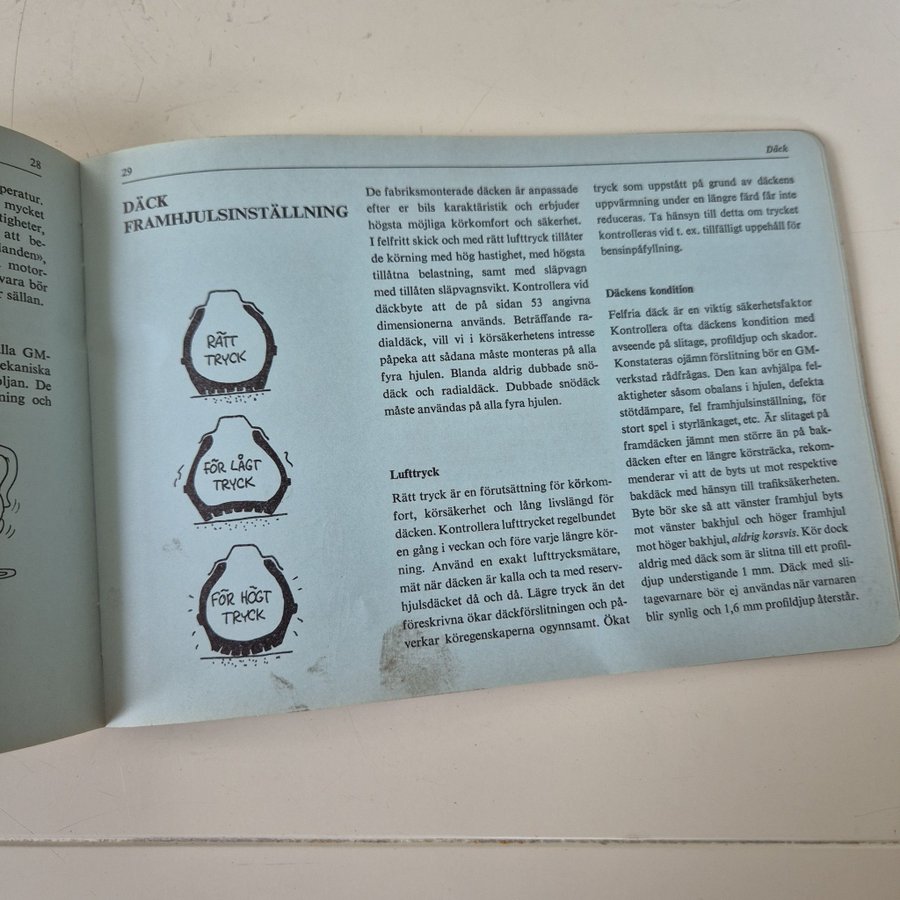 28
peratur.
mycket
tigheter,
att be-
landen»,
motor-
vara bör
r sällan.
lla GM-
ekaniska
oljan. De
ning och
29
Däck
DÄCK
FRAMHJULSINSTÄLLNING
RÄTT
TRYCK
FÖR LÅGT
TRYCK
FÖR HÖGT
TRYCK
De fabriksmonterade däcken är anpassade
efter er bils karaktäristik och erbjuder
högsta möjliga körkomfort och säkerhet.
I felfritt skick och med rätt lufttryck tillåter
de körning med hög hastighet, med högsta
tillåtna belastning, samt med släpvagn
med tillåten släpvagnsvikt. Kontrollera vid
däckbyte att de på sidan 53 angivna
dimensionerna används. Beträffande ra-
dialdäck, vill vi i körsäkerhetens intresse
påpeka att sådana måste monteras på alla
fyra hjulen. Blanda aldrig dubbade snö-
däck och radialdäck. Dubbade snödäck
måste användas på alla fyra hjulen.
Lufttryck
Rätt tryck är en förutsättning för körkom-
fort, körsäkerhet och lång livslängd för
däcken. Kontrollera lufttrycket regelbundet
en gång i veckan och före varje längre kör-
ning. Använd en exakt lufttrycksmätare,
mät när däcken är kalla och ta med reserv-
hjulsdäcket då och då. Lägre tryck än det
föreskrivna ökar däckförslitningen och på-
verkar köregenskaperna ogynnsamt. Ökat
tryck som uppstått på grund av däckens
uppvärmning under en längre färd får inte
reduceras. Ta hänsyn till detta om trycket
kontrolleras vid t. ex. tillfälligt uppehåll för
bensinpåfyllning.
Däckens kondition
Felfria däck är en viktig säkerhetsfaktor
Kontrollera ofta däckens kondition med
avseende på slitage, profildjup och skador.
Konstateras ojämn förslitning bör en GM-
verkstad rådfrågas. Den kan avhjälpa fel-
aktigheter såsom obalans i hjulen, defekta
stötdämpare, fel framhjulsinställning, för
stort spel i styrlänkaget, etc. Är slitaget på
framdäcken jämnt men större än på bak-
däcken efter en längre körsträcka, rekom-
menderar vi att de byts ut mot respektive
bakdäck med hänsyn till trafiksäkerheten.
Byte bör ske så att vänster framhjul byts
mot vänster bakhjul och höger framhjul
mot höger bakhjul, aldrig korsvis. Kör dock
aldrig med däck som är slitna till ett profil-
djup understigande 1 mm. Däck med sli-
tagevarnare bör ej användas när varnaren
blir synlig och 1,6 mm profildjup återstår.